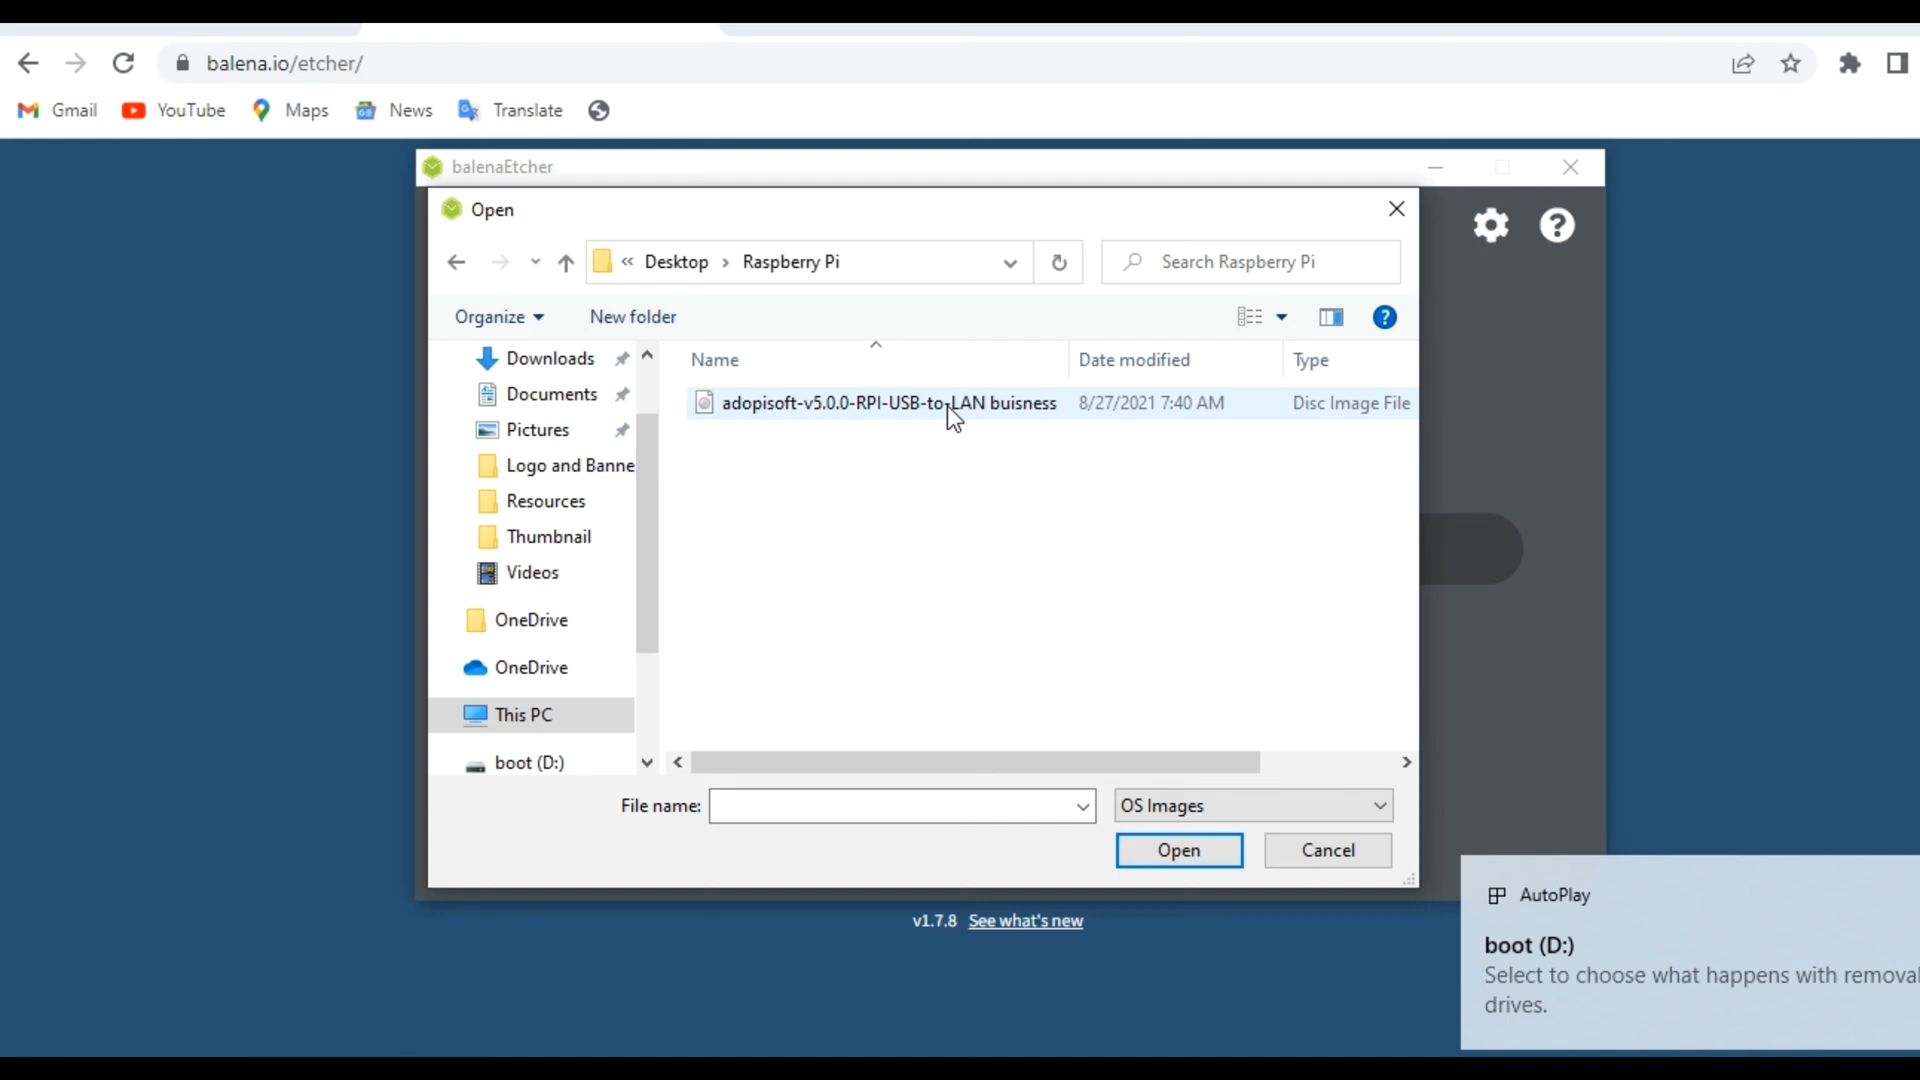 balena.io/etcher/
Gmail YouTube Maps News Translate
balenaEtcher
Open
« Desktop › Raspberry Pi Search Raspberry Pi
Organize New folder
Name Date modified Type
adopisoft-v5.0.0-RPI-USB-to-LAN buisness 8/27/2021 7:40 AM Disc Image File
Downloads
Documents
Pictures
Logo and Banne
Resources
Thumbnail
Videos
OneDrive
OneDrive
This PC
boot (D:)
File name: OS Images
Open Cancel
v1.7.8 See what's new
AutoPlay
boot (D:)
Select to choose what happens with removal
drives.